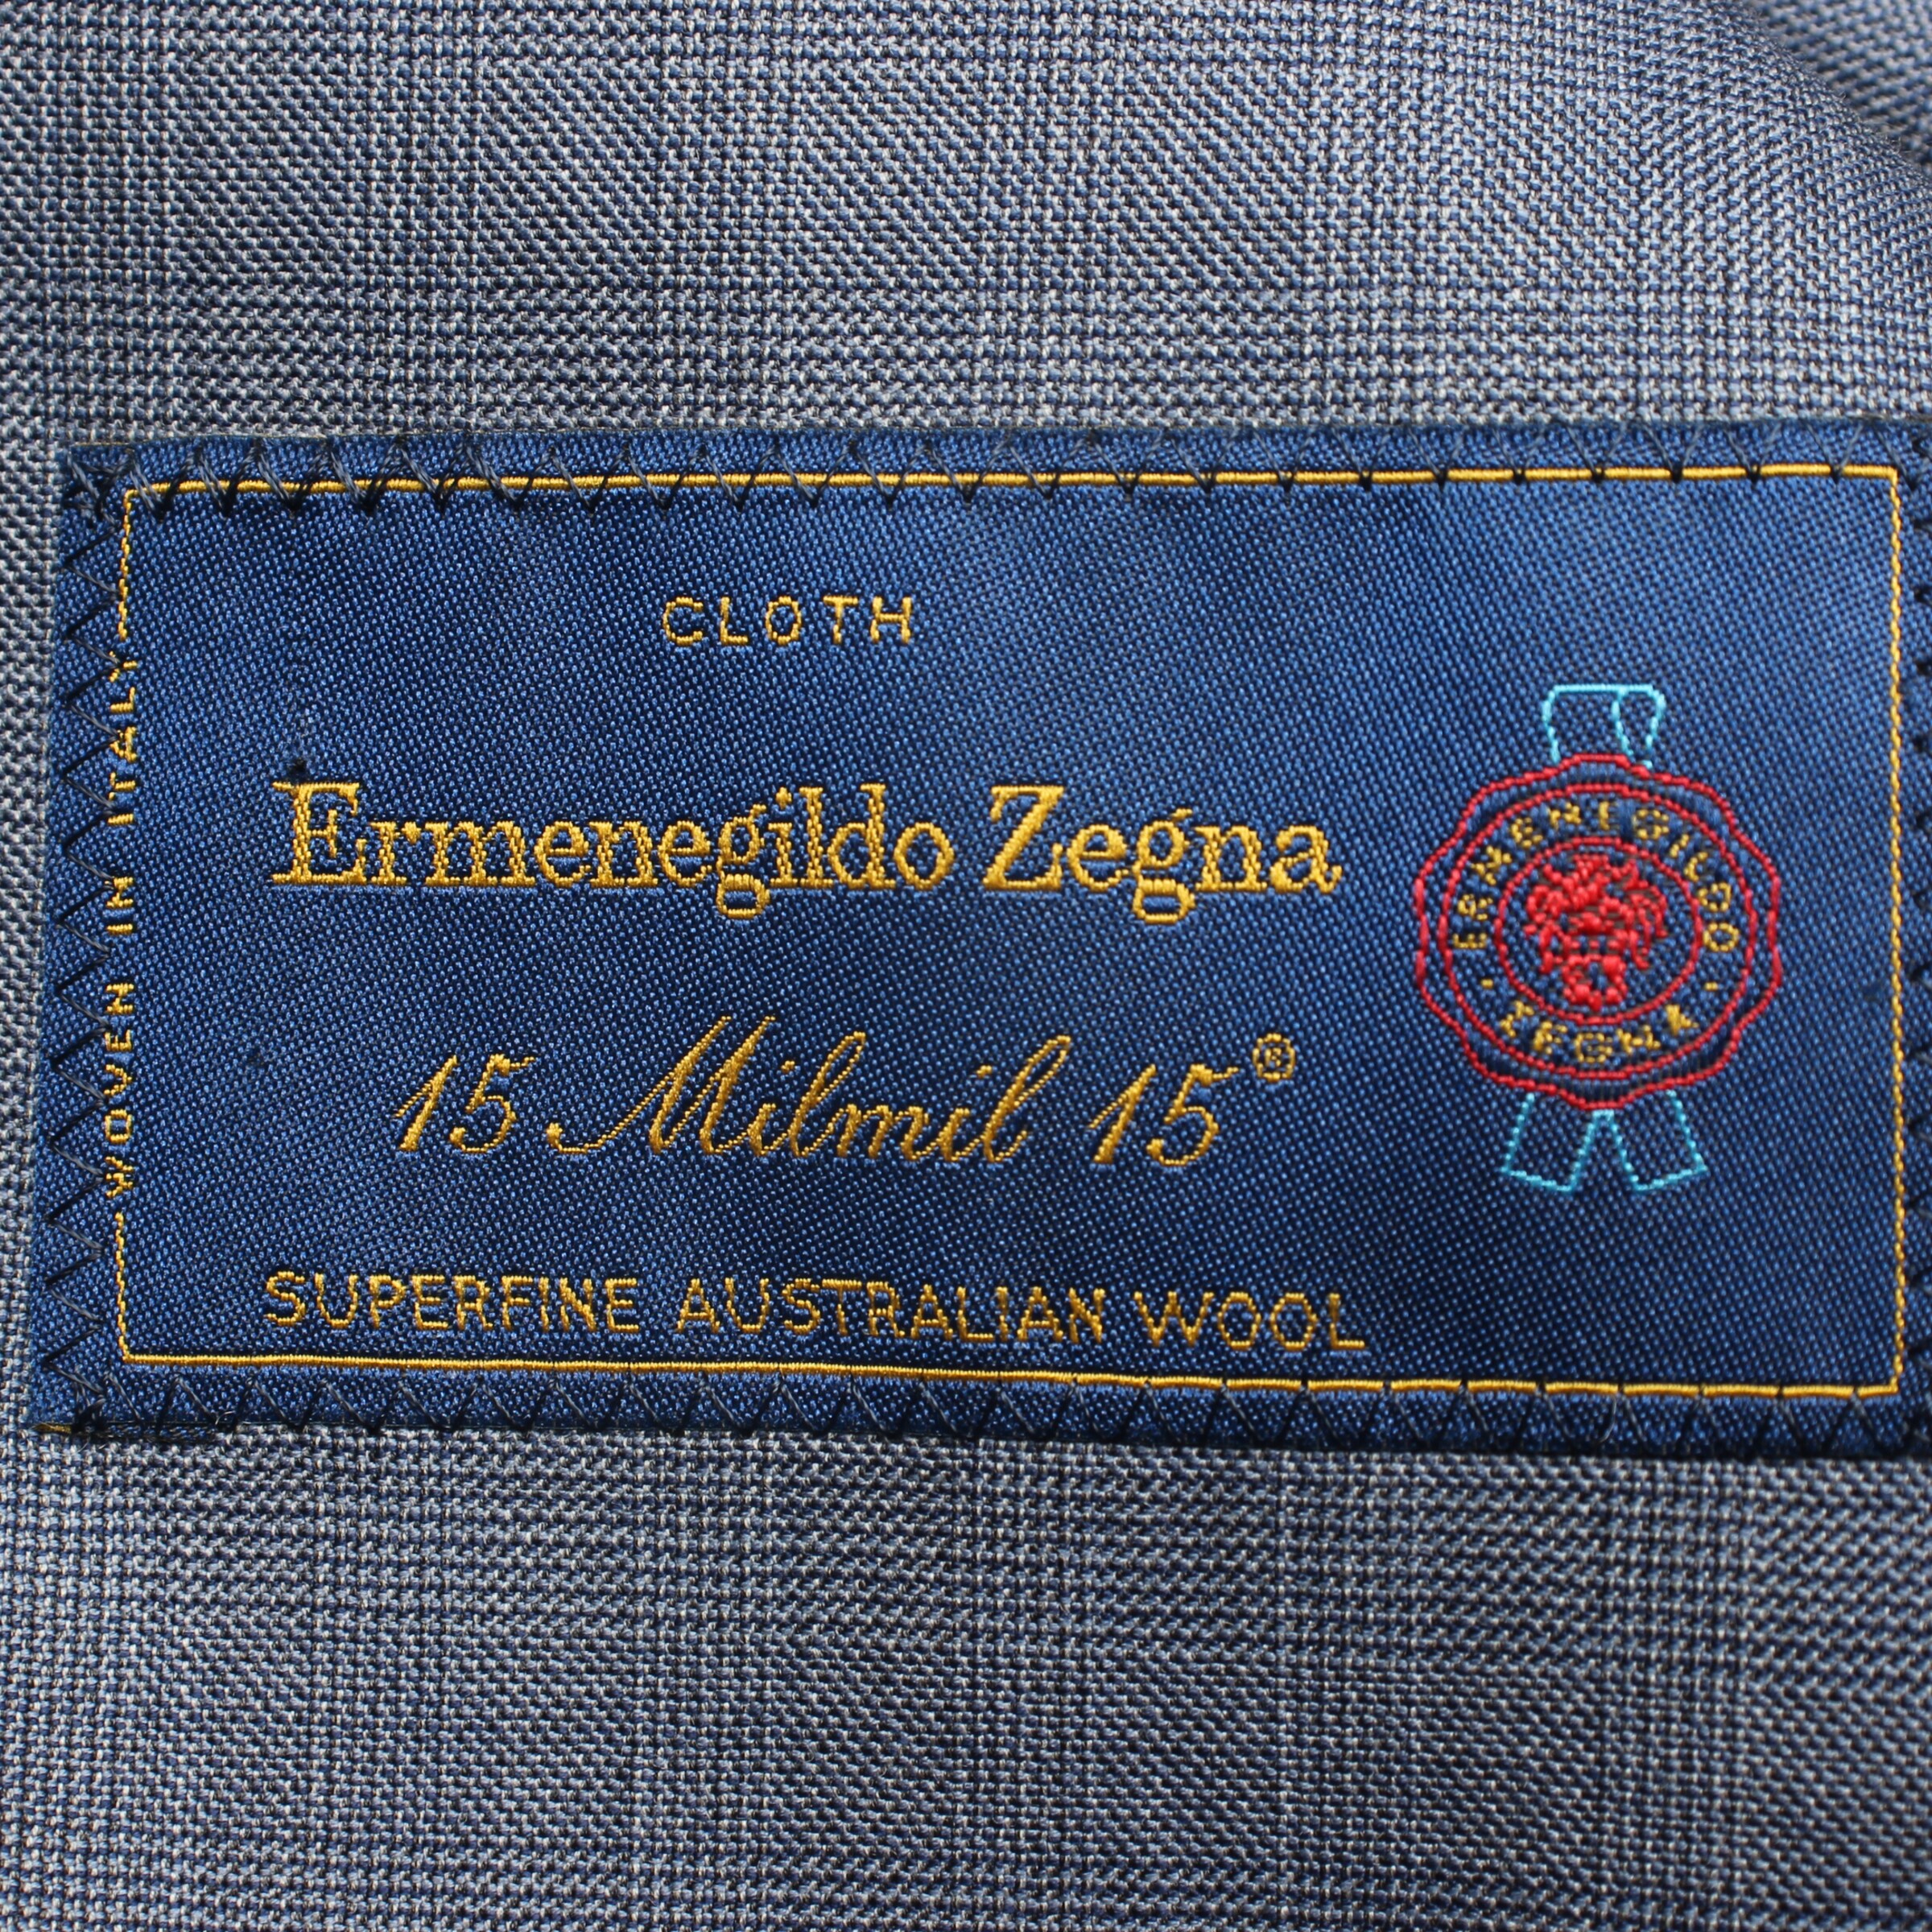 CLOTH
Ermenegildo Zegna
15 Milmil 15®
SUPERFINE AUSTRALIAN WOOL
WOVEN IN ITALY
ERMENEGILDO
· ZEGNA ·